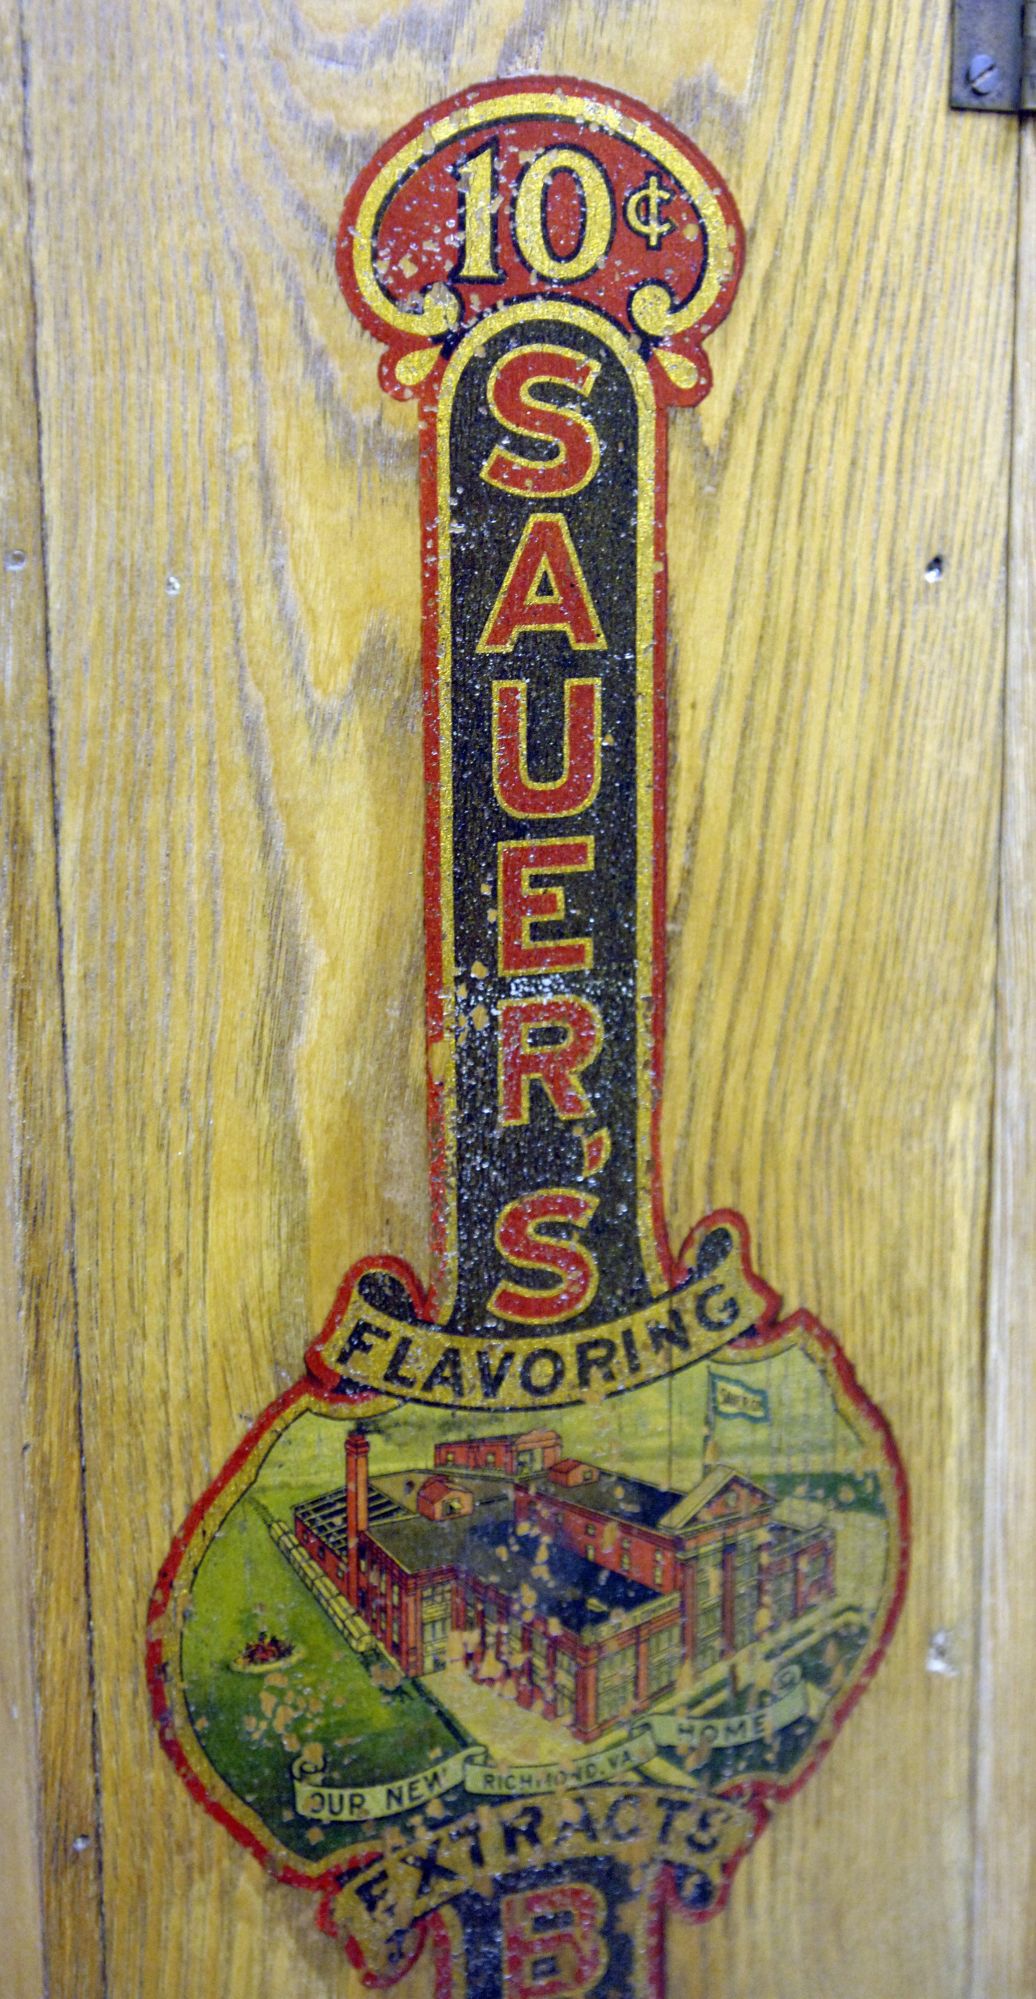 10¢
SAUER'S
FLAVORING
OUR NEW RICHMOND, VA. HOME
EXTRACTS
B